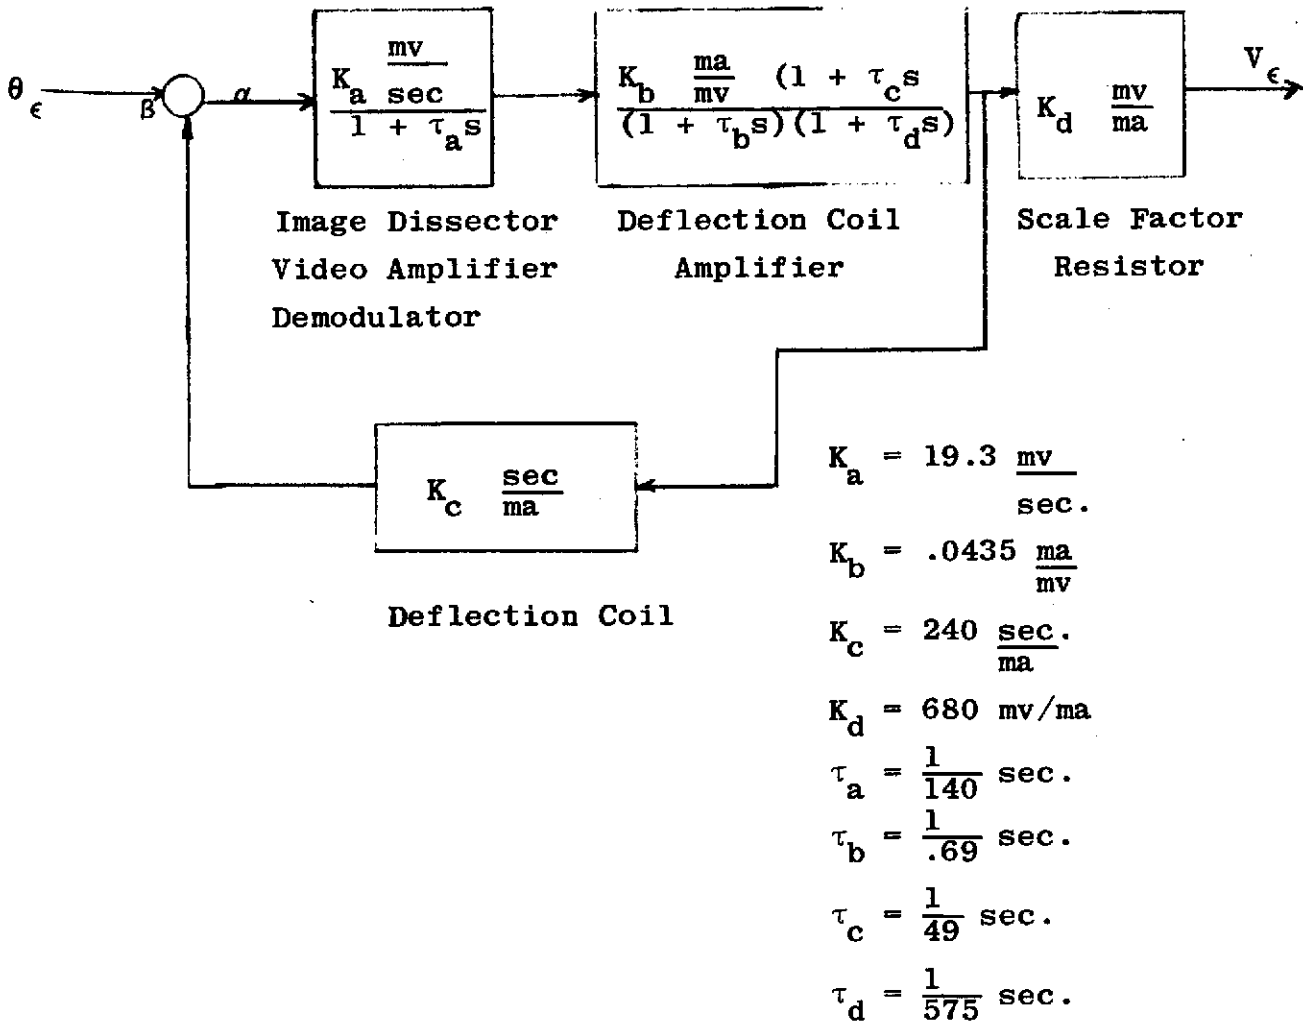 θ_ε
β
α
K_a mv/sec
1 + τ_a s
K_b ma/mv (1 + τ_c s
(1 + τ_b s)(1 + τ_d s)
K_d mv/ma
V_ε
Image Dissector
Video Amplifier
Demodulator
Deflection Coil
Amplifier
Scale Factor
Resistor
K_c sec/ma
Deflection Coil
K_a = 19.3 mv/sec.
K_b = .0435 ma/mv
K_c = 240 sec./ma
K_d = 680 mv/ma
τ_a = 1/140 sec.
τ_b = 1/.69 sec.
τ_c = 1/49 sec.
τ_d = 1/575 sec.